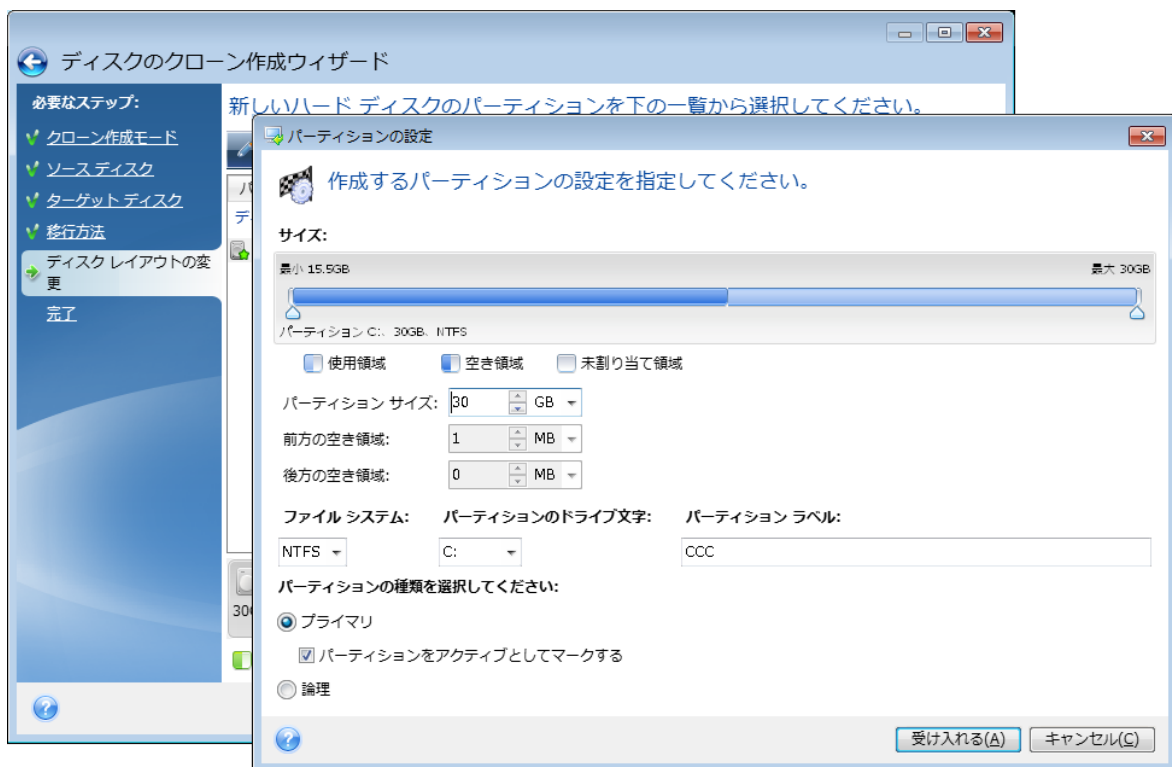 ディスクのクローン作成ウィザード
必要なステップ:
クローン作成モード
ソース ディスク
ターゲット ディスク
移行方法
ディスク レイアウトの変
更
完了
新しいハード ディスクのパーティションを下の一覧から選択してください。
パーティションの設定
作成するパーティションの設定を指定してください。
サイズ:
最小 15.59GB 最大 30GB
パーティション C:、30GB、NTFS
使用領域 空き領域 未割り当て領域
パーティション サイズ: 30 GB
前方の空き領域: 1 MB
後方の空き領域: 0 MB
ファイル システム: パーティションのドライブ文字: パーティション ラベル:
NTFS C: CCC
パーティションの種類を選択してください:
プライマリ
パーティションをアクティブとしてマークする
論理
受け入れる(A) キャンセル(C)